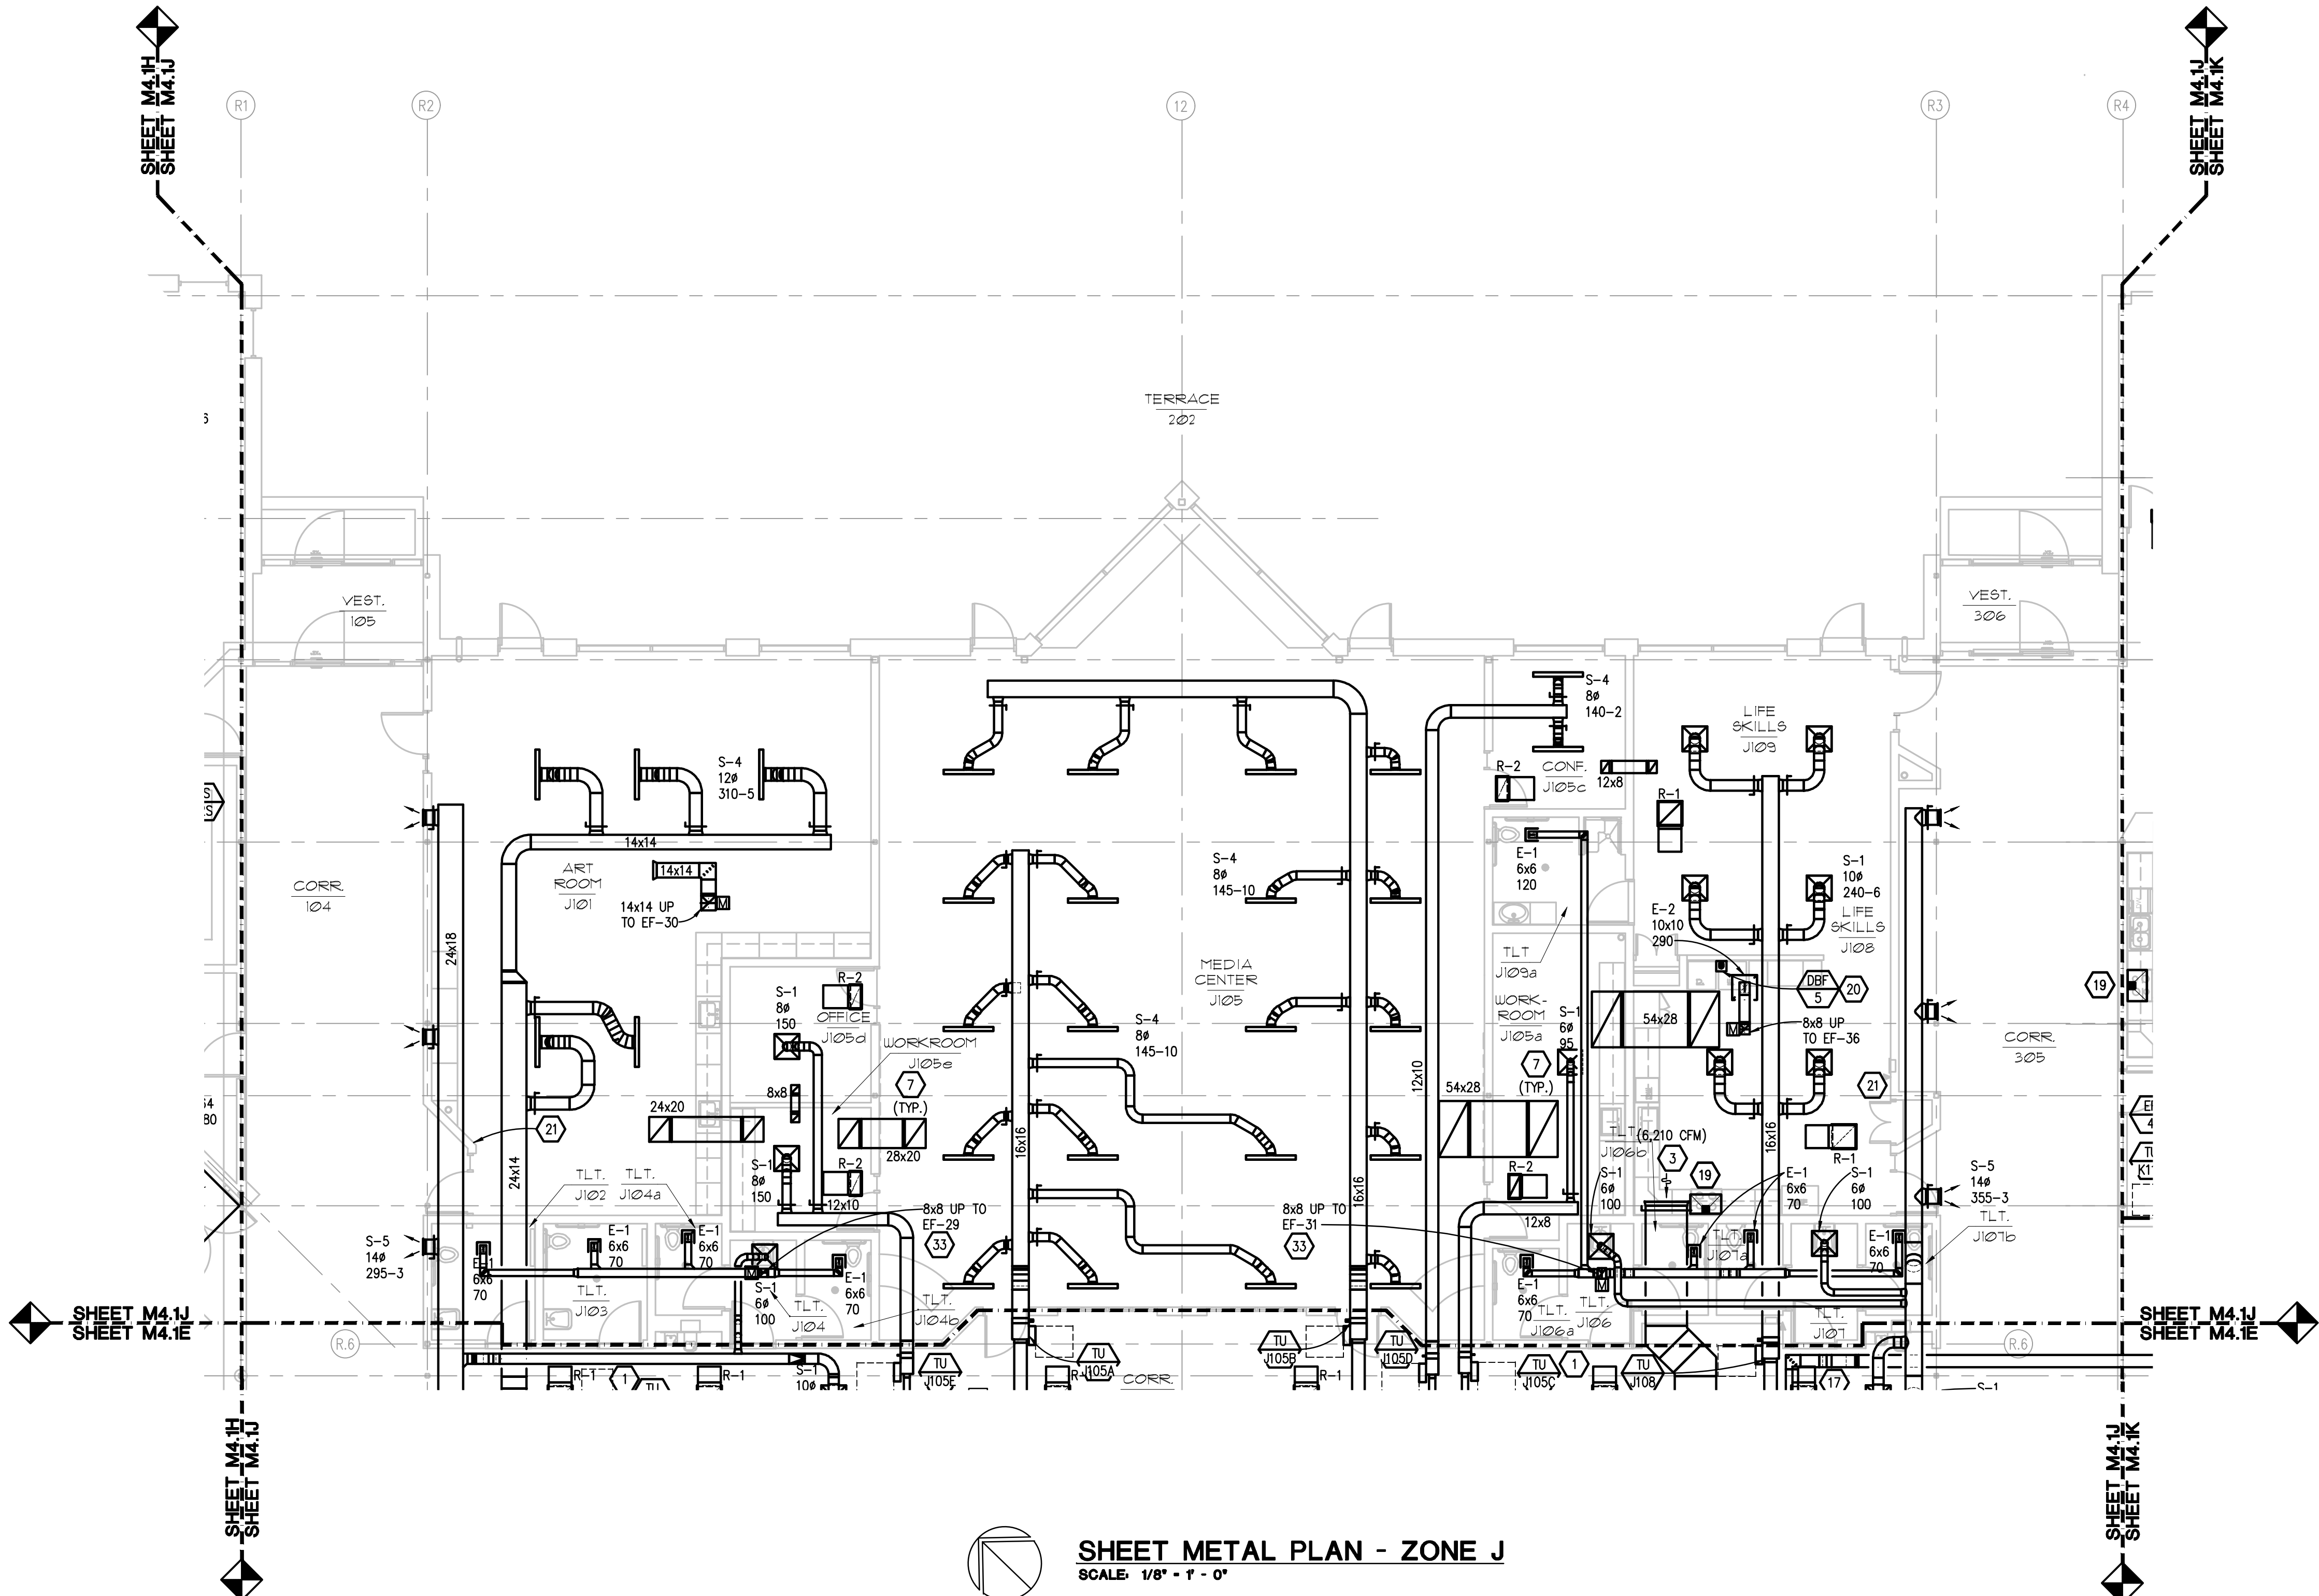 SHEET M4.1H
SHEET M4.1J
SHEET M4.1J
SHEET M4.1K
R1
R2
12
R3
R4
TERRACE
202
VEST.
105
VEST.
306
S-4
8ø
140-2
LIFE
SKILLS
J109
S-4
12ø
310-5
R-2
CONF.
J105c
12x8
R-1
14x14
ART
ROOM
J101
14x14
14x14 UP
TO EF-30
M
CORR.
104
24x18
S-4
8ø
145-10
E-1
6x6
120
S-1
10ø
240-6
LIFE
SKILLS
J108
E-2
10x10
290
TLT
J109a
MEDIA
CENTER
J105
R-2
S-1
8ø
150
OFFICE
J105d
WORKROOM
J105e
7
(TYP.)
S-4
8ø
145-10
WORK-
ROOM
J105a
S-1
6ø
95
7
(TYP.)
54x28
54x28
DBF
5
20
M
8x8 UP
TO EF-36
19
CORR.
305
21
12x10
8x8
24x20
28x20
21
24x14
16x16
16x16
16x16
TLT.
J106b
(6,210 CFM)
3
19
R-1
S-1
8ø
150
R-2
12x10
R-2
12x8
TLT.
J102
TLT.
J104a
S-1
6ø
100
E-1
6x6
70
S-1
6ø
100
S-5
14ø
355-3
TLT.
J107b
8x8 UP TO
EF-29
33
8x8 UP TO
EF-31
33
S-5
14ø
295-3
E-1
6x6
70
E-1
6x6
70
E-1
6x6
70
E-1
6x6
70
M
TLT.
J103
S-1
6ø
100
TLT.
J104
TLT.
J104b
E-1
6x6
70
TLT.
J106a
TLT.
J106
M
TLT.
J107a
TLT.
J107
E-1
6x6
70
SHEET M4.1J
SHEET M4.1E
SHEET M4.1J
SHEET M4.1E
R.6
R.6
R-1
1
TU
R-1
S-1
10ø
TU
J105E
TU
J105A
CORR.
TU
J105B
R-1
TU
J105D
TU
J105C
1
TU
J108
17
S-1
SHEET M4.1H
SHEET M4.1J
SHEET M4.1J
SHEET M4.1K
SHEET METAL PLAN - ZONE J
SCALE: 1/8" = 1' - 0"